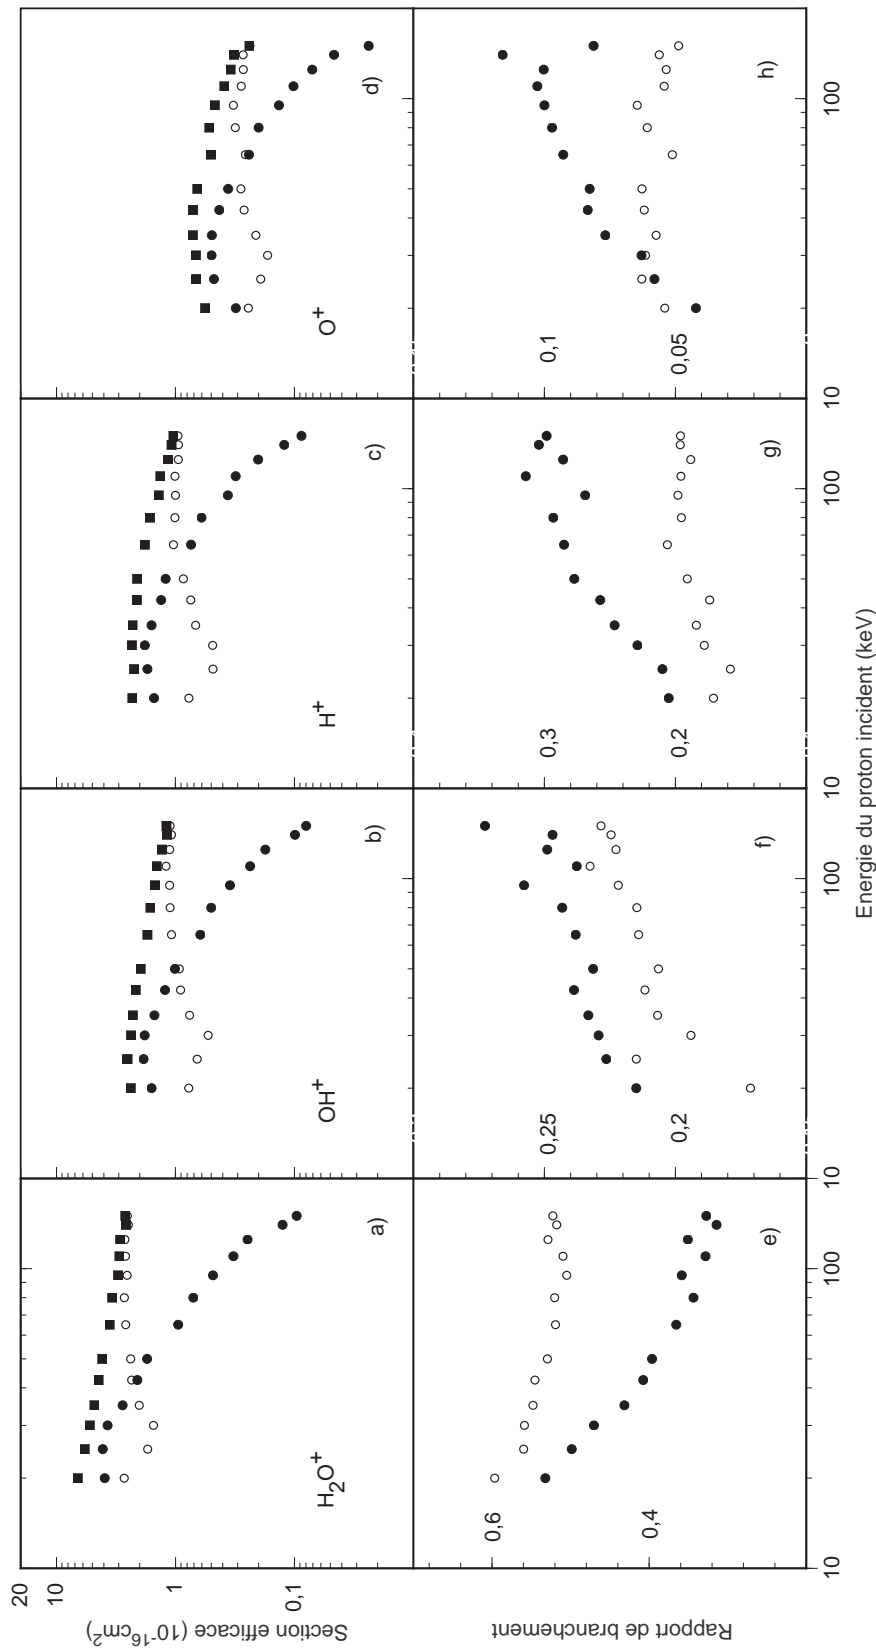 20
10
1
0,1
Section efficace (10-16cm2)
H2O+
a)
OH+
b)
H+
c)
O+
d)
Rapport de branchement
0,6
0,4
e)
0,25
0,2
f)
0,3
0,2
g)
0,1
0,05
h)
10
100
10
100
10
100
10
100
Energie du proton incident (keV)